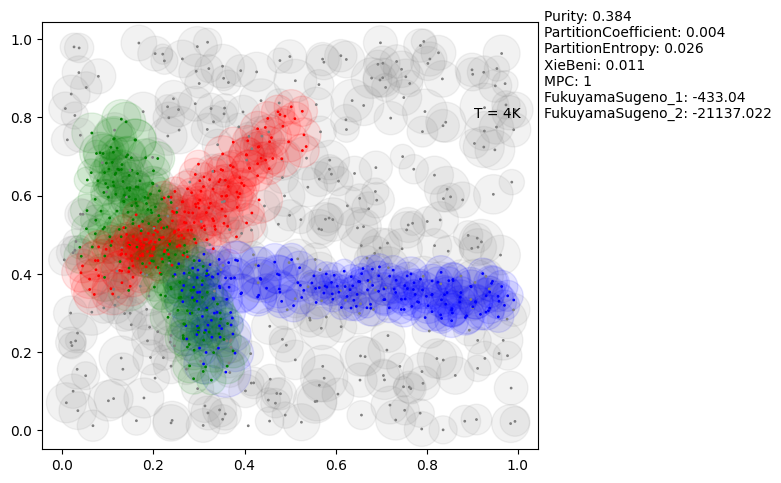 Purity: 0.384
PartitionCoefficient: 0.004
PartitionEntropy: 0.026
XieBeni: 0.011
MPC: 1
FukuyamaSugeno_1: -433.04
FukuyamaSugeno_2: -21137.022
T = 4K
1.0
0.8
0.6
0.4
0.2
0.0
0.0 0.2 0.4 0.6 0.8 1.0